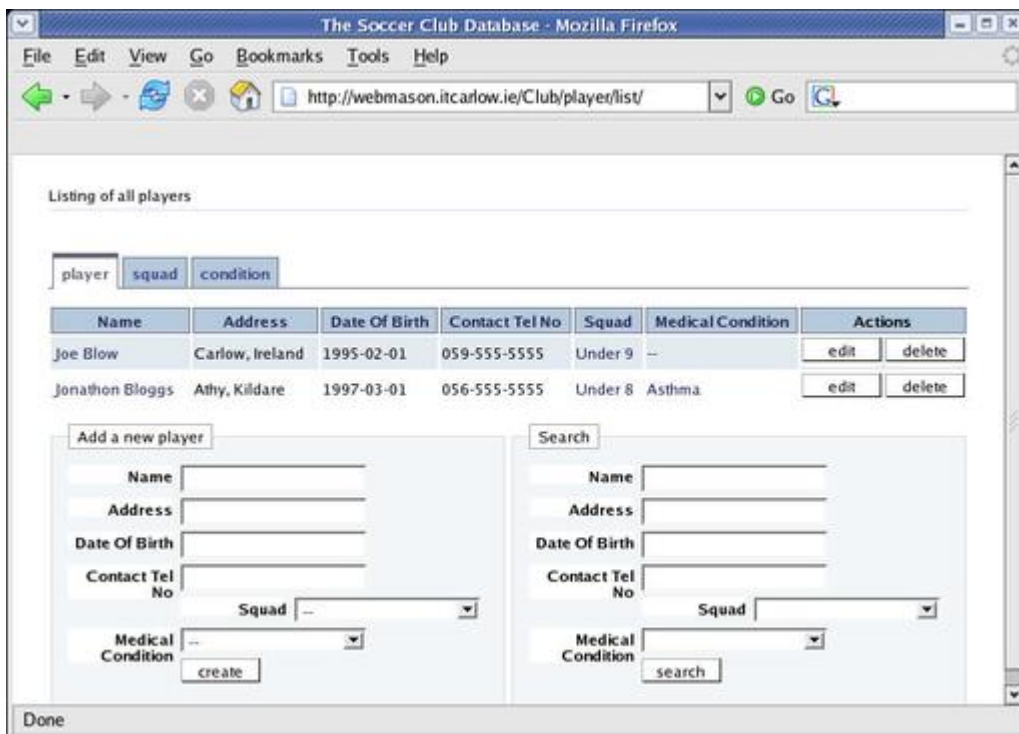 The Soccer Club Database - Mozilla Firefox
File Edit View Go Bookmarks Tools Help
http://webmason.itcarlow.ie/Club/player/list/ Go G
Listing of all players
player squad condition
Name Address Date Of Birth Contact Tel No Squad Medical Condition Actions
Joe Blow Carlow, Ireland 1995-02-01 059-555-5555 Under 9 -- edit delete
Jonathon Bloggs Athy, Kildare 1997-03-01 056-555-5555 Under 8 Asthma edit delete
Add a new player
Name
Address
Date Of Birth
Contact Tel
No
Squad --
Medical --
Condition
create
Search
Name
Address
Date Of Birth
Contact Tel
No
Squad
Medical
Condition
search
Done